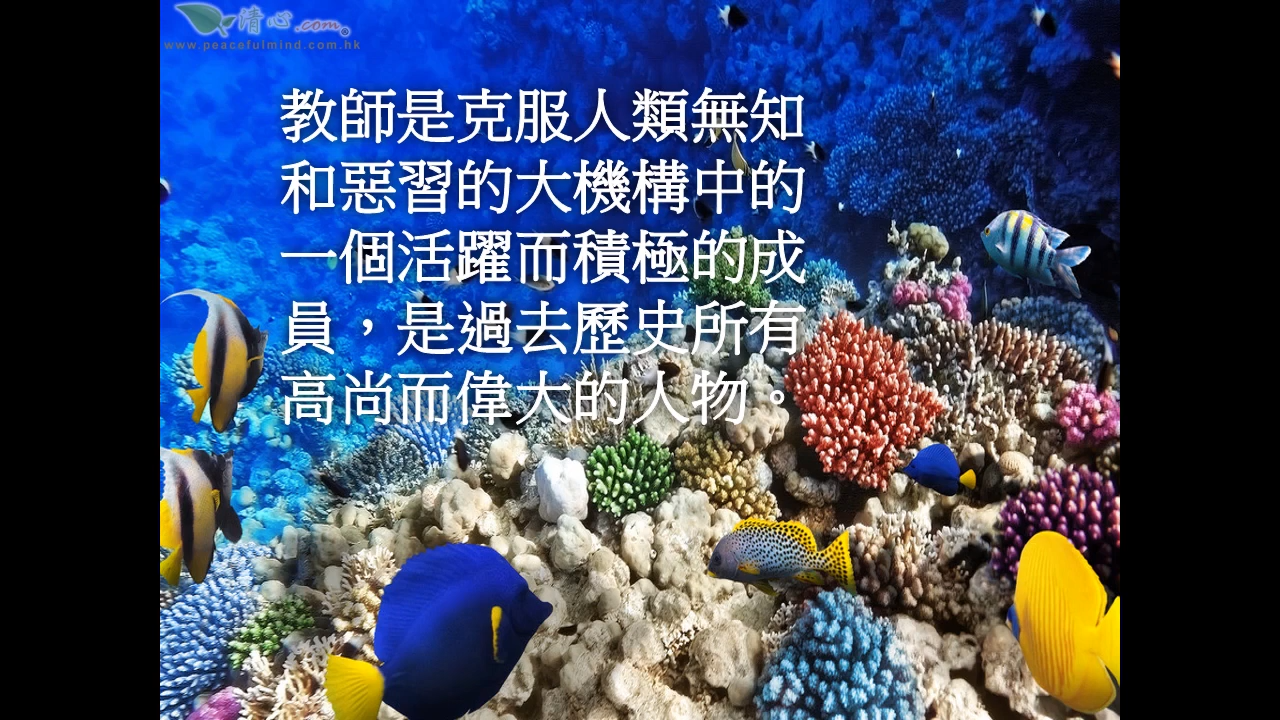 清心.com
www.peacefulmind.com.hk
教師是克服人類無知
和惡習的大機構中的
一個活躍而積極的成
員，是過去歷史所有
高尚而偉大的人物。